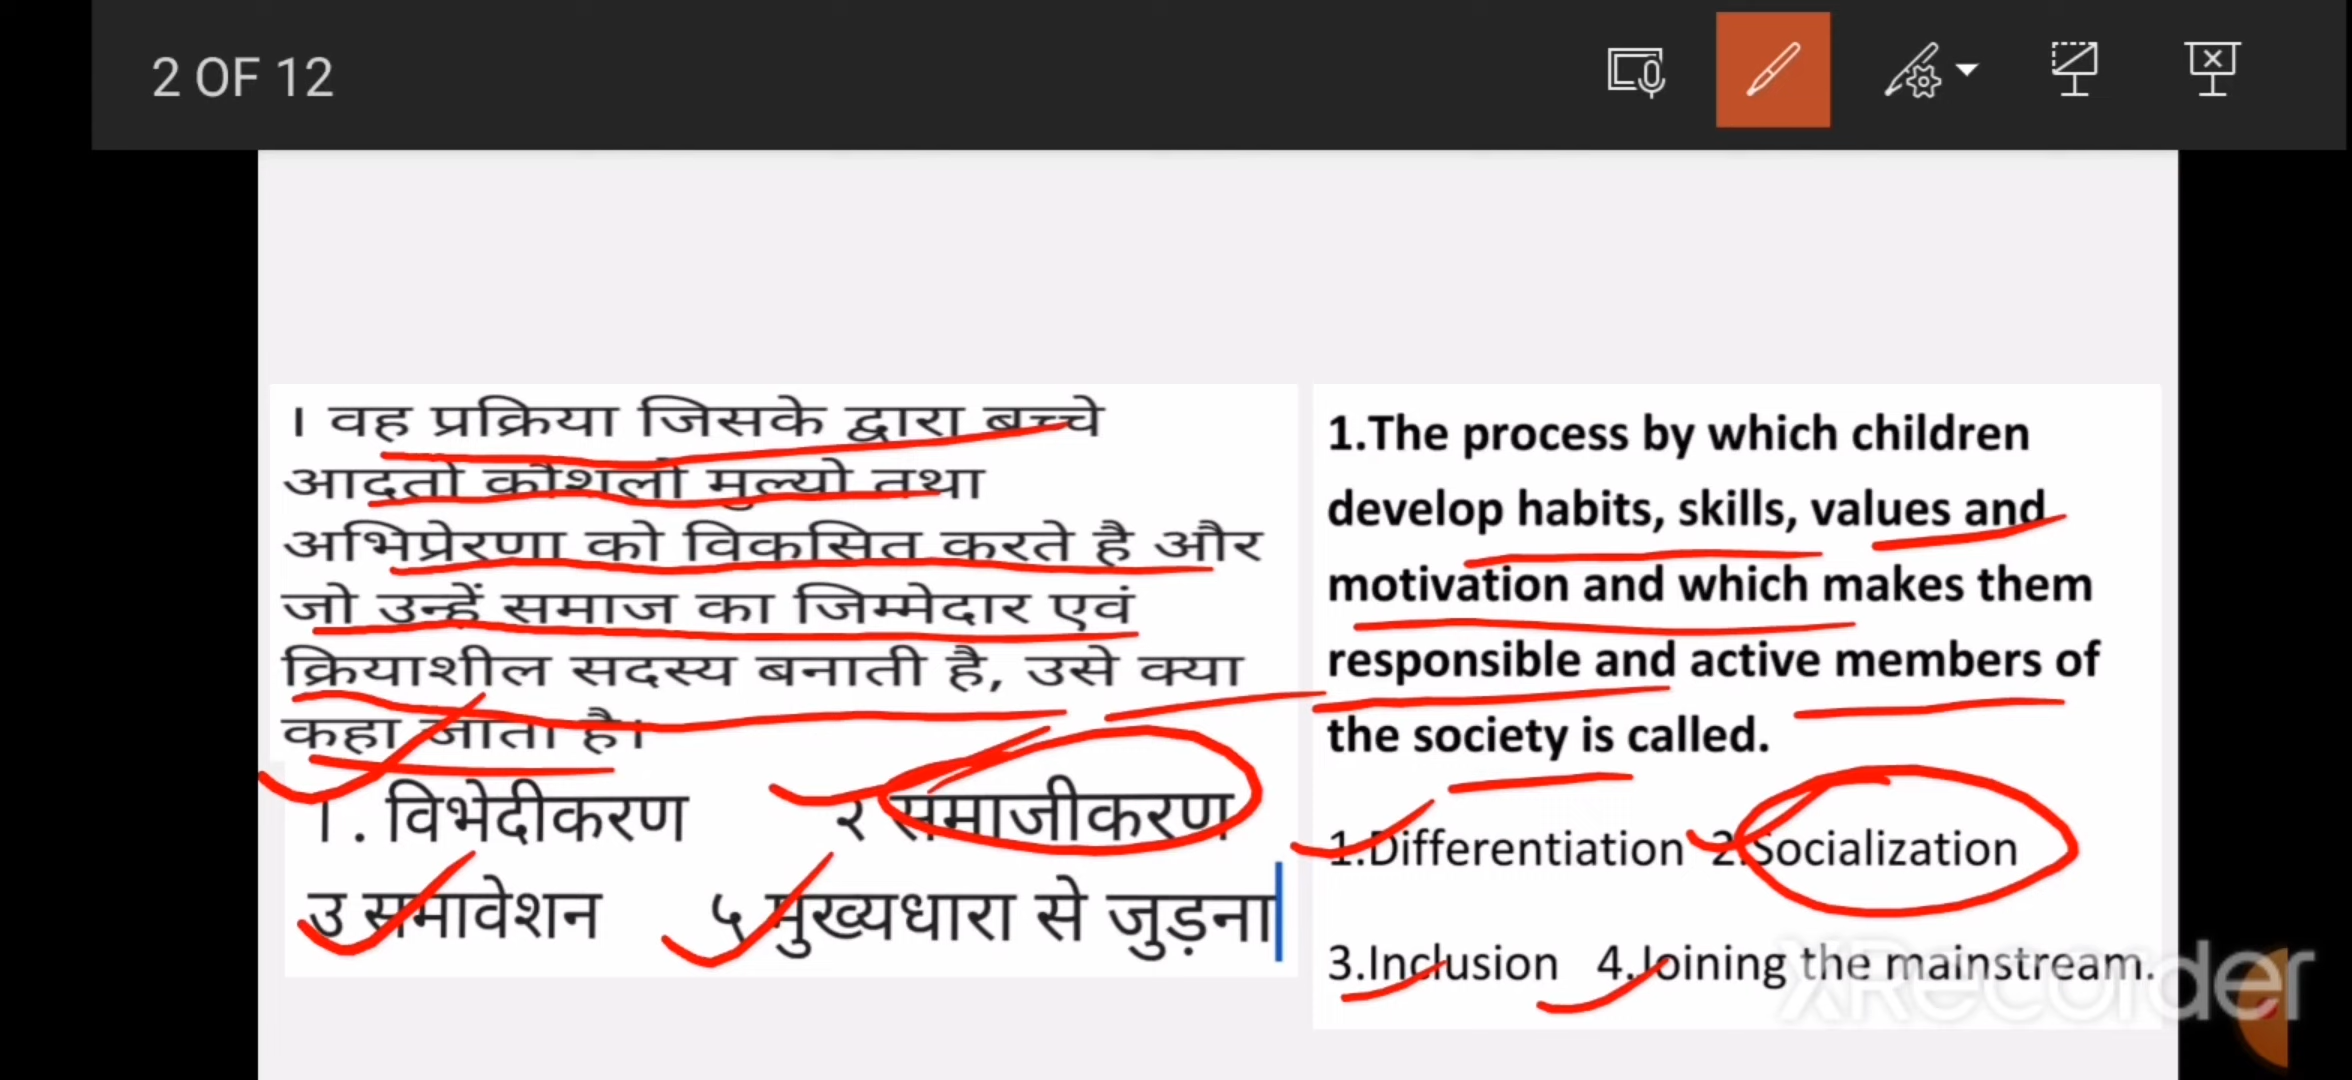 2 OF 12
। वह प्रक्रिया जिसके द्वारा बच्चे
आदतो कौशलों मुल्यो तथा
अभिप्रेरणा को विकसित करते है और
जो उन्हें समाज का जिम्मेदार एवं
क्रियाशील सदस्य बनाती है, उसे क्या
कहा जाता है।
1. विभेदीकरण २ समाजीकरण
उ समावेशन ५ मुख्यधारा से जुड़ना
1.The process by which children
develop habits, skills, values and
motivation and which makes them
responsible and active members of
the society is called.
1.Differentiation 2.Socialization
3.Inclusion 4.Joining the mainstream.
XRecorder